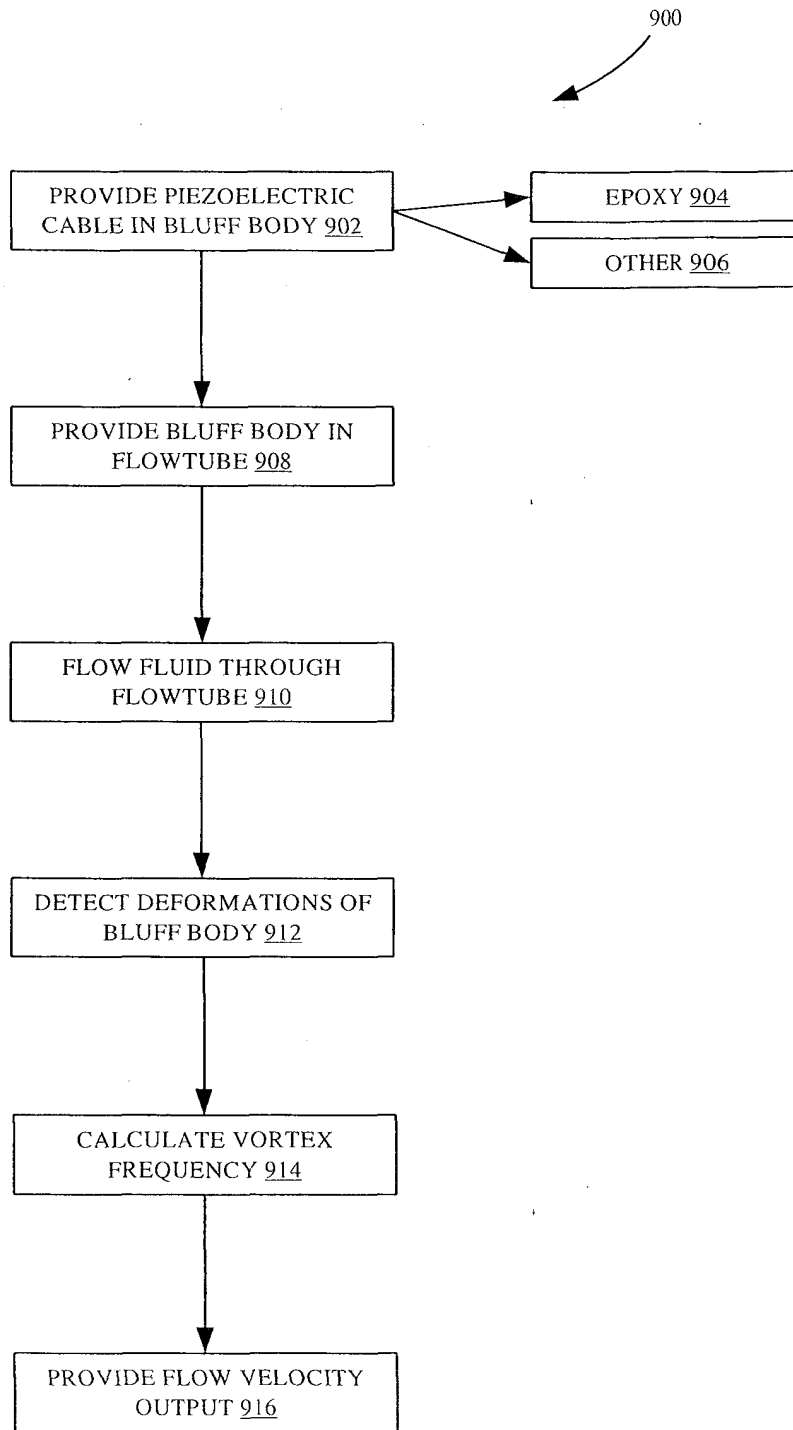 900
PROVIDE PIEZOELECTRIC
CABLE IN BLUFF BODY 902
EPOXY 904
OTHER 906
PROVIDE BLUFF BODY IN
FLOWTUBE 908
FLOW FLUID THROUGH
FLOWTUBE 910
DETECT DEFORMATIONS OF
BLUFF BODY 912
CALCULATE VORTEX
FREQUENCY 914
PROVIDE FLOW VELOCITY
OUTPUT 916